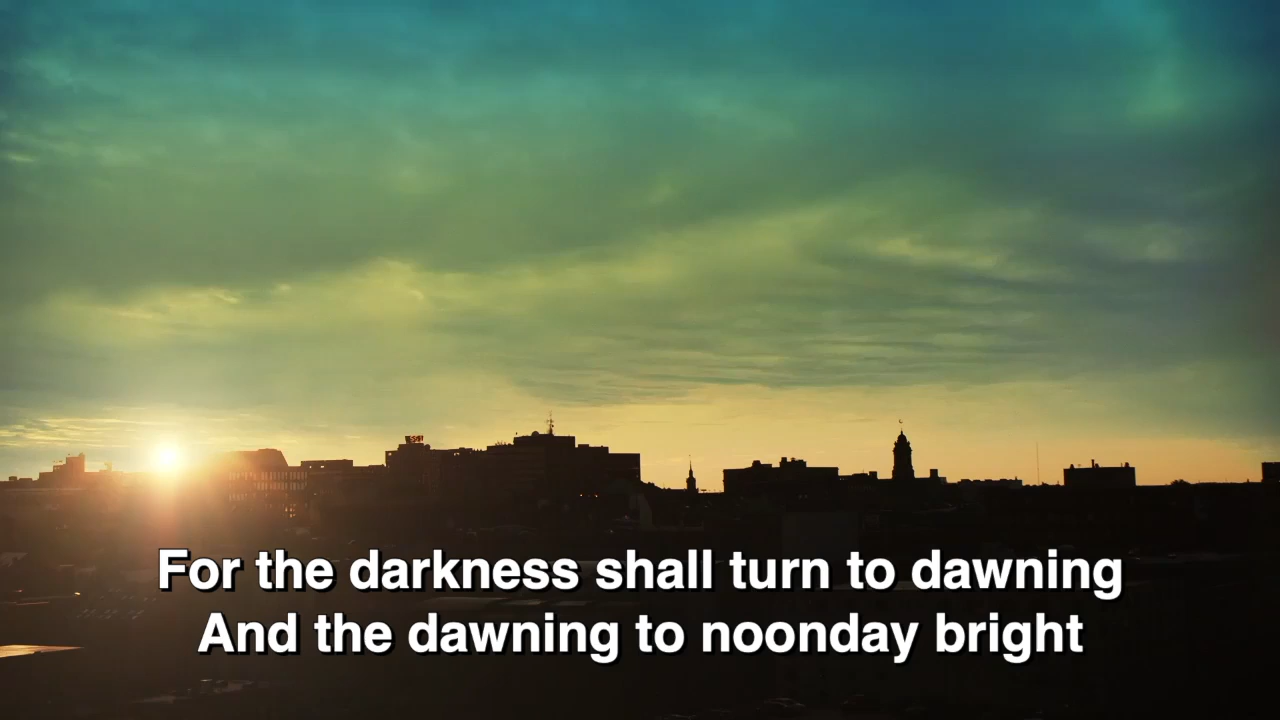 For the darkness shall turn to dawning
And the dawning to noonday bright